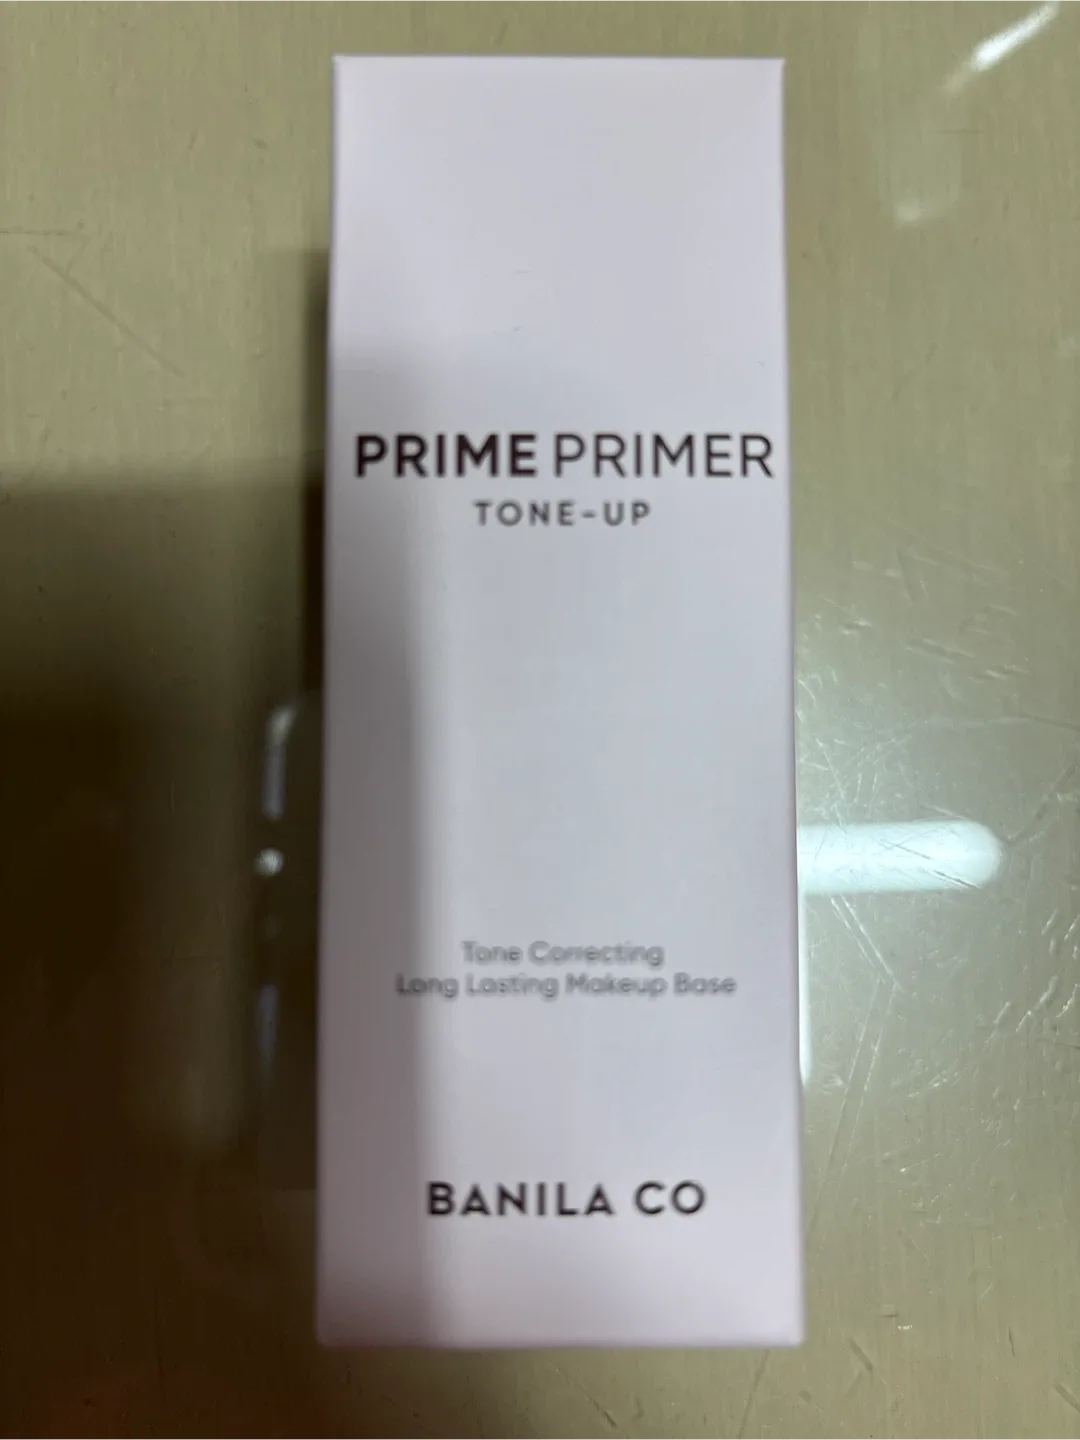 PRIME PRIMER
TONE-UP
Tone Correcting
Long Lasting Makeup Base
BANILA CO